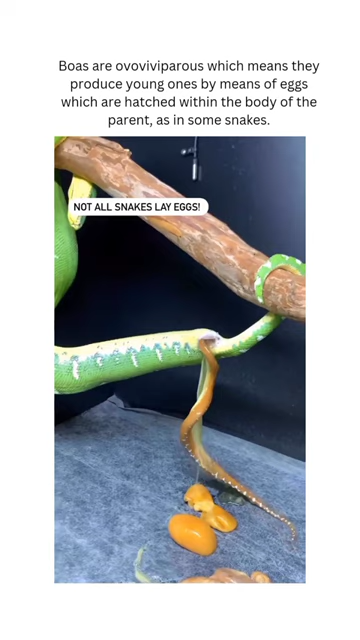 Boas are ovoviviparous which means they
produce young ones by means of eggs
which are hatched within the body of the
parent, as in some snakes.
NOT ALL SNAKES LAY EGGS!